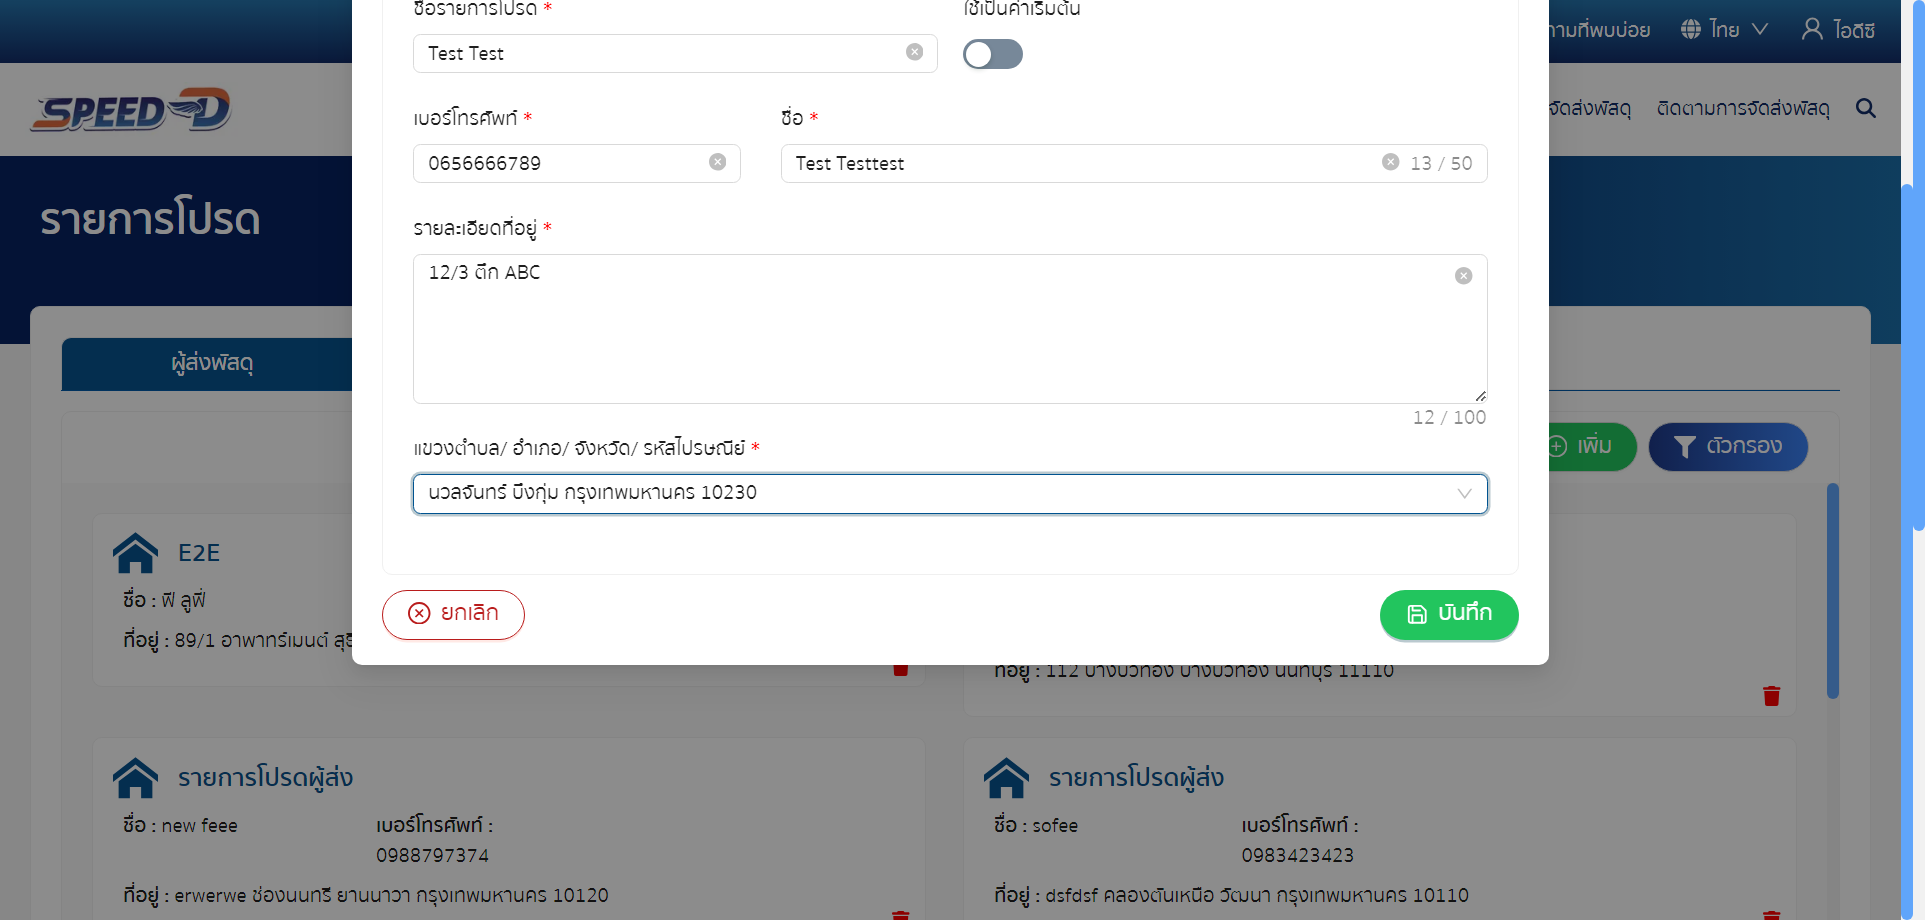 ชื่อรายการโปรด *
ใช้เป็นค่าเริ่มต้น
ามที่พบบ่อย
ไทย
ไอดีซี
Test Test
SPEED-D
จัดส่งพัสดุ
ติดตามการจัดส่งพัสดุ
เบอร์โทรศัพท์ *
ชื่อ *
0656666789
Test Testtest
13 / 50
รายการโปรด
รายละเอียดที่อยู่ *
12/3 ตึก ABC
12 / 100
ผู้ส่งพัสดุ
แขวงตำบล/ อำเภอ/ จังหวัด/ รหัสไปรษณีย์ *
เพิ่ม
ตัวกรอง
นวลจันทร์ บึงกุ่ม กรุงเทพมหานคร 10230
E2E
ชื่อ : ฟี ลูฟี่
ที่อยู่ : 89/1 อาพาทร์เมนต์
ยกเลิก
บันทึก
ที่อยู่ : 112 บางบัวทอง บางบัวทอง นนทบุรี 11110
รายการโปรดผู้ส่ง
ชื่อ : new feee
เบอร์โทรศัพท์ :
0988797374
ที่อยู่ : erwerwe ช่องนนทรี ยานนาวา กรุงเทพมหานคร 10120
รายการโปรดผู้ส่ง
ชื่อ : sofee
เบอร์โทรศัพท์ :
0983423423
ที่อยู่ : dsfdsf คลองตันเหนือ วัฒนา กรุงเทพมหานคร 10110